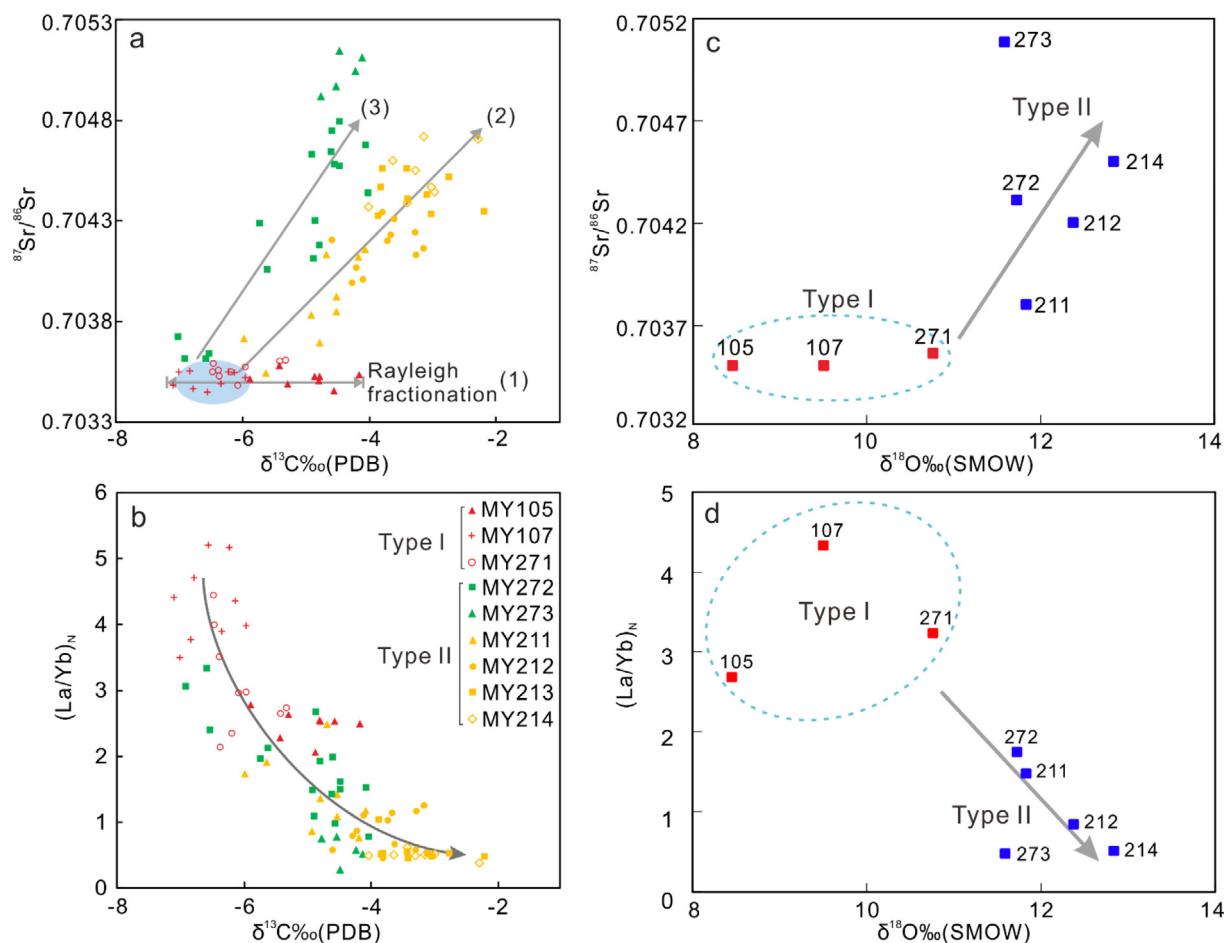 a
0.7053
0.7048
0.7043
0.7038
0.7033
⁸⁷Sr/⁸⁶Sr
(3)
(2)
Rayleigh
fractionation
(1)
-8
-6
-4
-2
δ¹³C‰(PDB)
c
0.7052
0.7047
0.7042
0.7037
0.7032
⁸⁷Sr/⁸⁶Sr
273
Type II
214
272
212
211
Type I
105
107
271
8
10
12
14
δ¹⁸O‰(SMOW)
b
6
5
4
3
2
1
0
(La/Yb)N
Type I
MY105
MY107
MY271
Type II
MY272
MY273
MY211
MY212
MY213
MY214
-8
-6
-4
-2
δ¹³C‰(PDB)
d
5
4
3
2
1
0
(La/Yb)N
107
Type I
271
105
272
211
Type II
212
273
214
8
10
12
14
δ¹⁸O‰(SMOW)